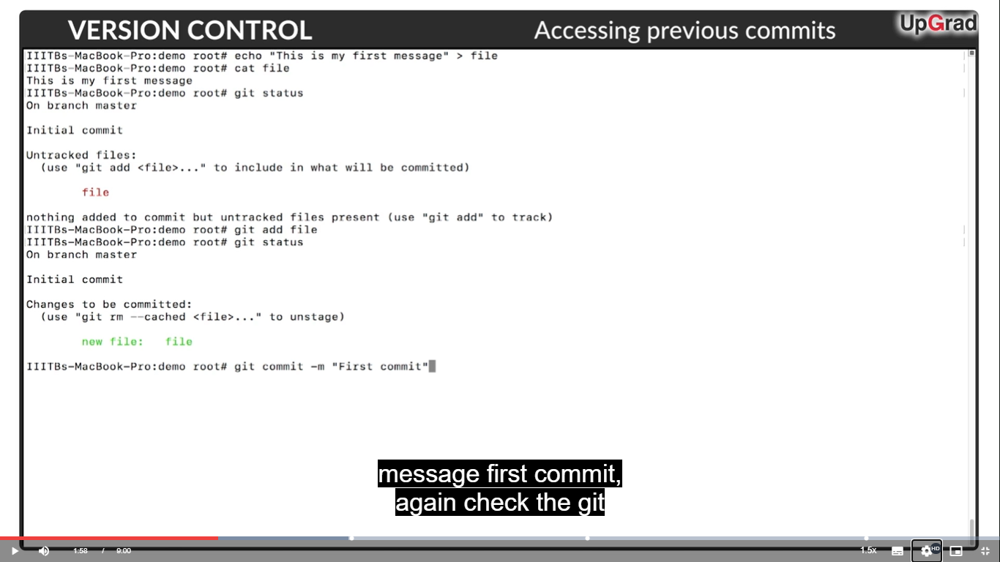 VERSION CONTROL
Accessing previous commits
UpGrad
IIITBs-MacBook-Pro:demo root# echo "This is my first message" > file
IIITBs-MacBook-Pro:demo root# cat file
This is my first message
IIITBs-MacBook-Pro:demo root# git status
On branch master
Initial commit
Untracked files:
(use "git add <file>..." to include in what will be committed)
file
nothing added to commit but untracked files present (use "git add" to track)
IIITBs-MacBook-Pro:demo root# git add file
IIITBs-MacBook-Pro:demo root# git status
On branch master
Initial commit
Changes to be committed:
(use "git rm --cached <file>..." to unstage)
new file:   file
IIITBs-MacBook-Pro:demo root# git commit -m "First commit"
message first commit,
again check the git
1:58 / 9:00
1.5x
HD